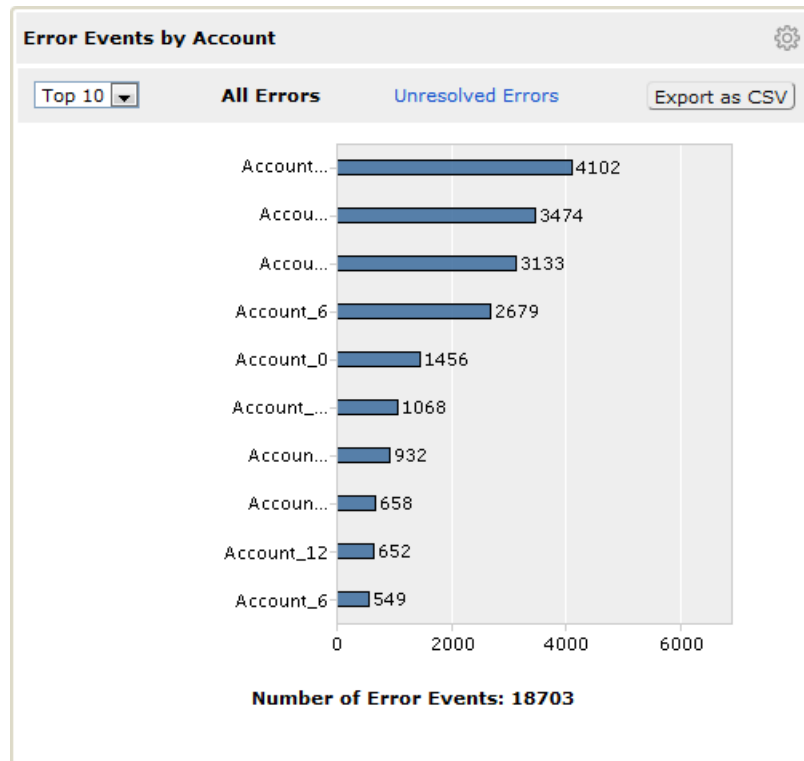 Error Events by Account
Top 10 All Errors Unresolved Errors Export as CSV
Account... 4102
Accou... 3474
Accou... 3133
Account_6 2679
Account_0 1456
Account_... 1068
Accoun... 932
Accoun... 658
Account_12 652
Account_6 549
0 2000 4000 6000
Number of Error Events: 18703